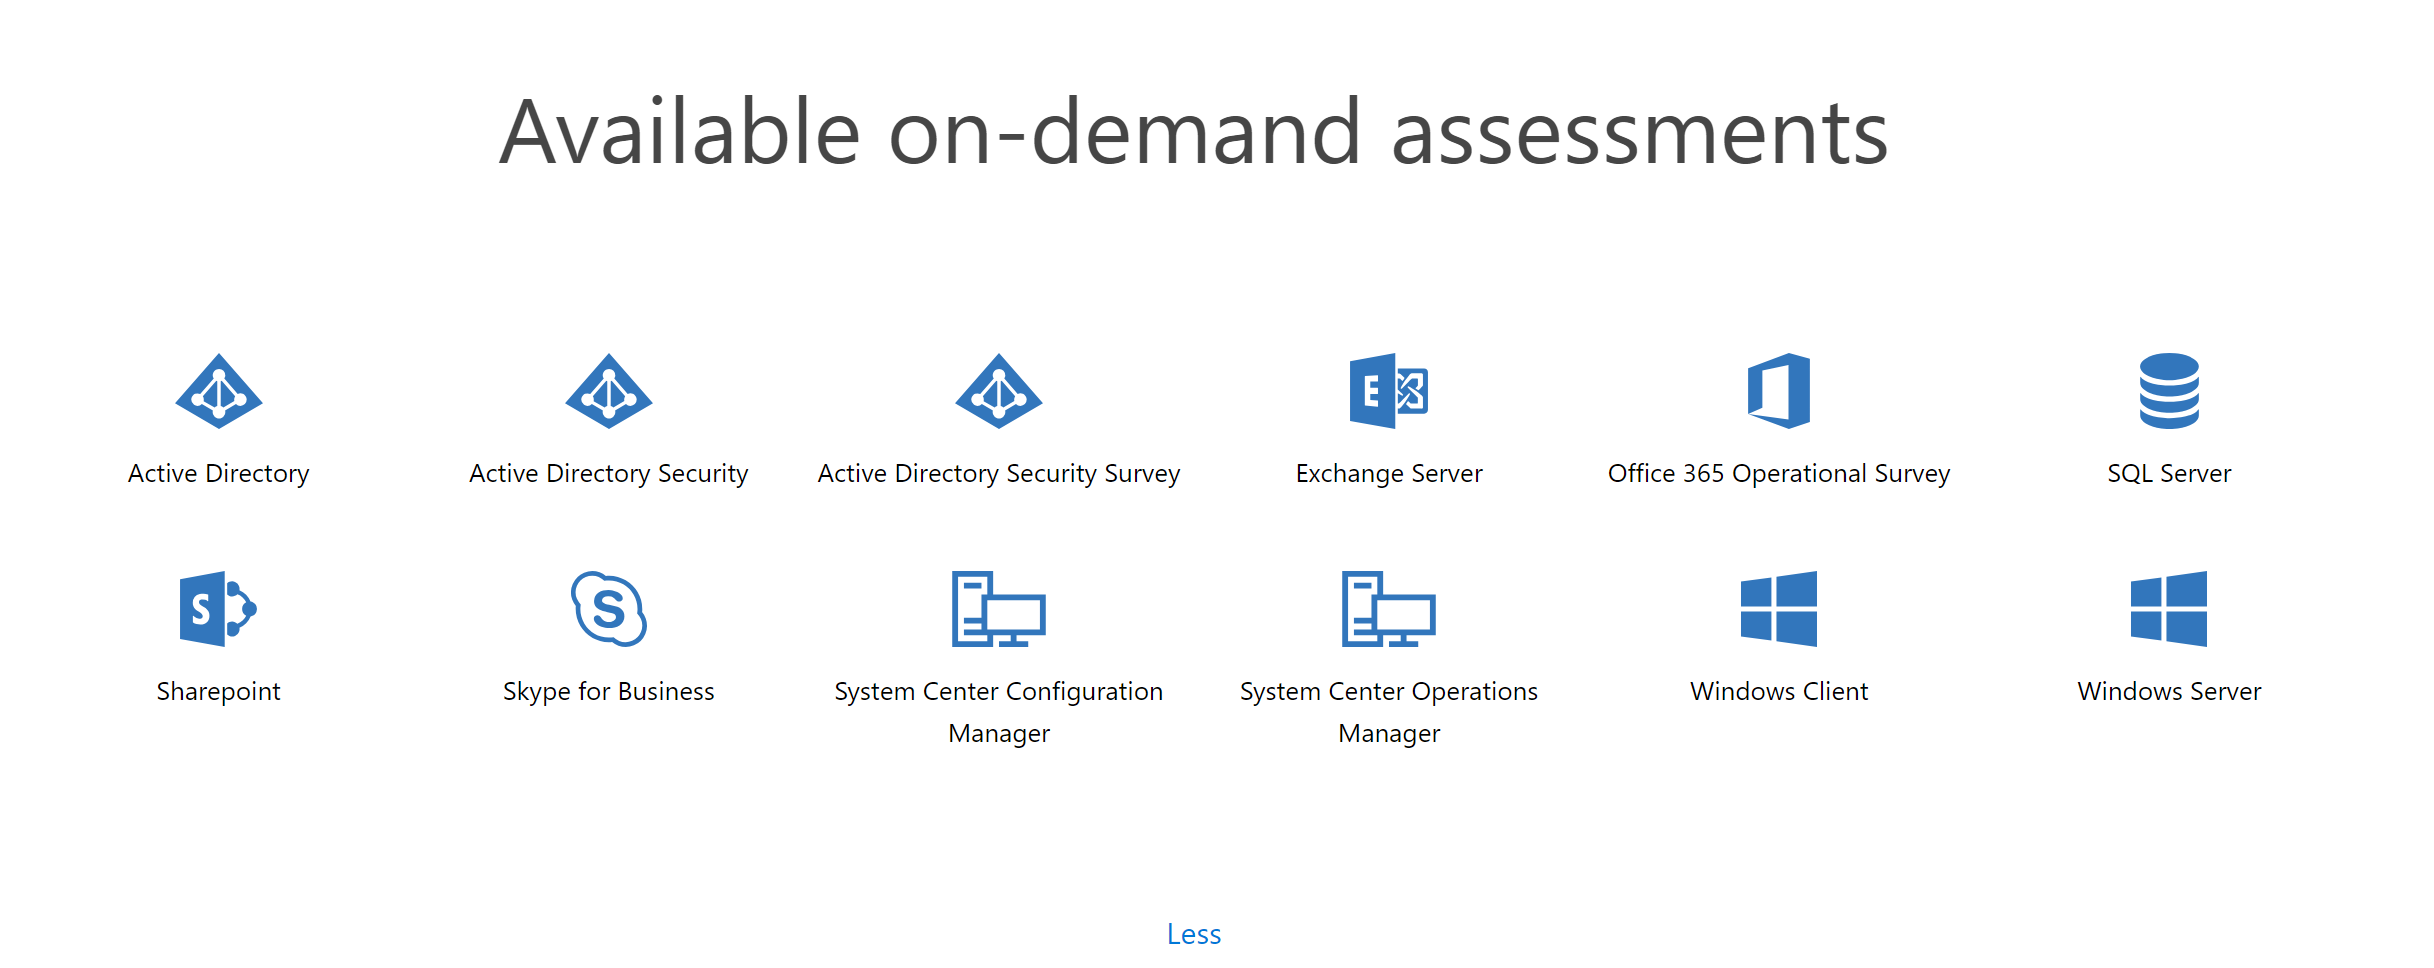 Available on-demand assessments
Active Directory
Active Directory Security
Active Directory Security Survey
E
Exchange Server
Office 365 Operational Survey
SQL Server
S
Sharepoint
S
Skype for Business
System Center Configuration
Manager
System Center Operations
Manager
Windows Client
Windows Server
Less